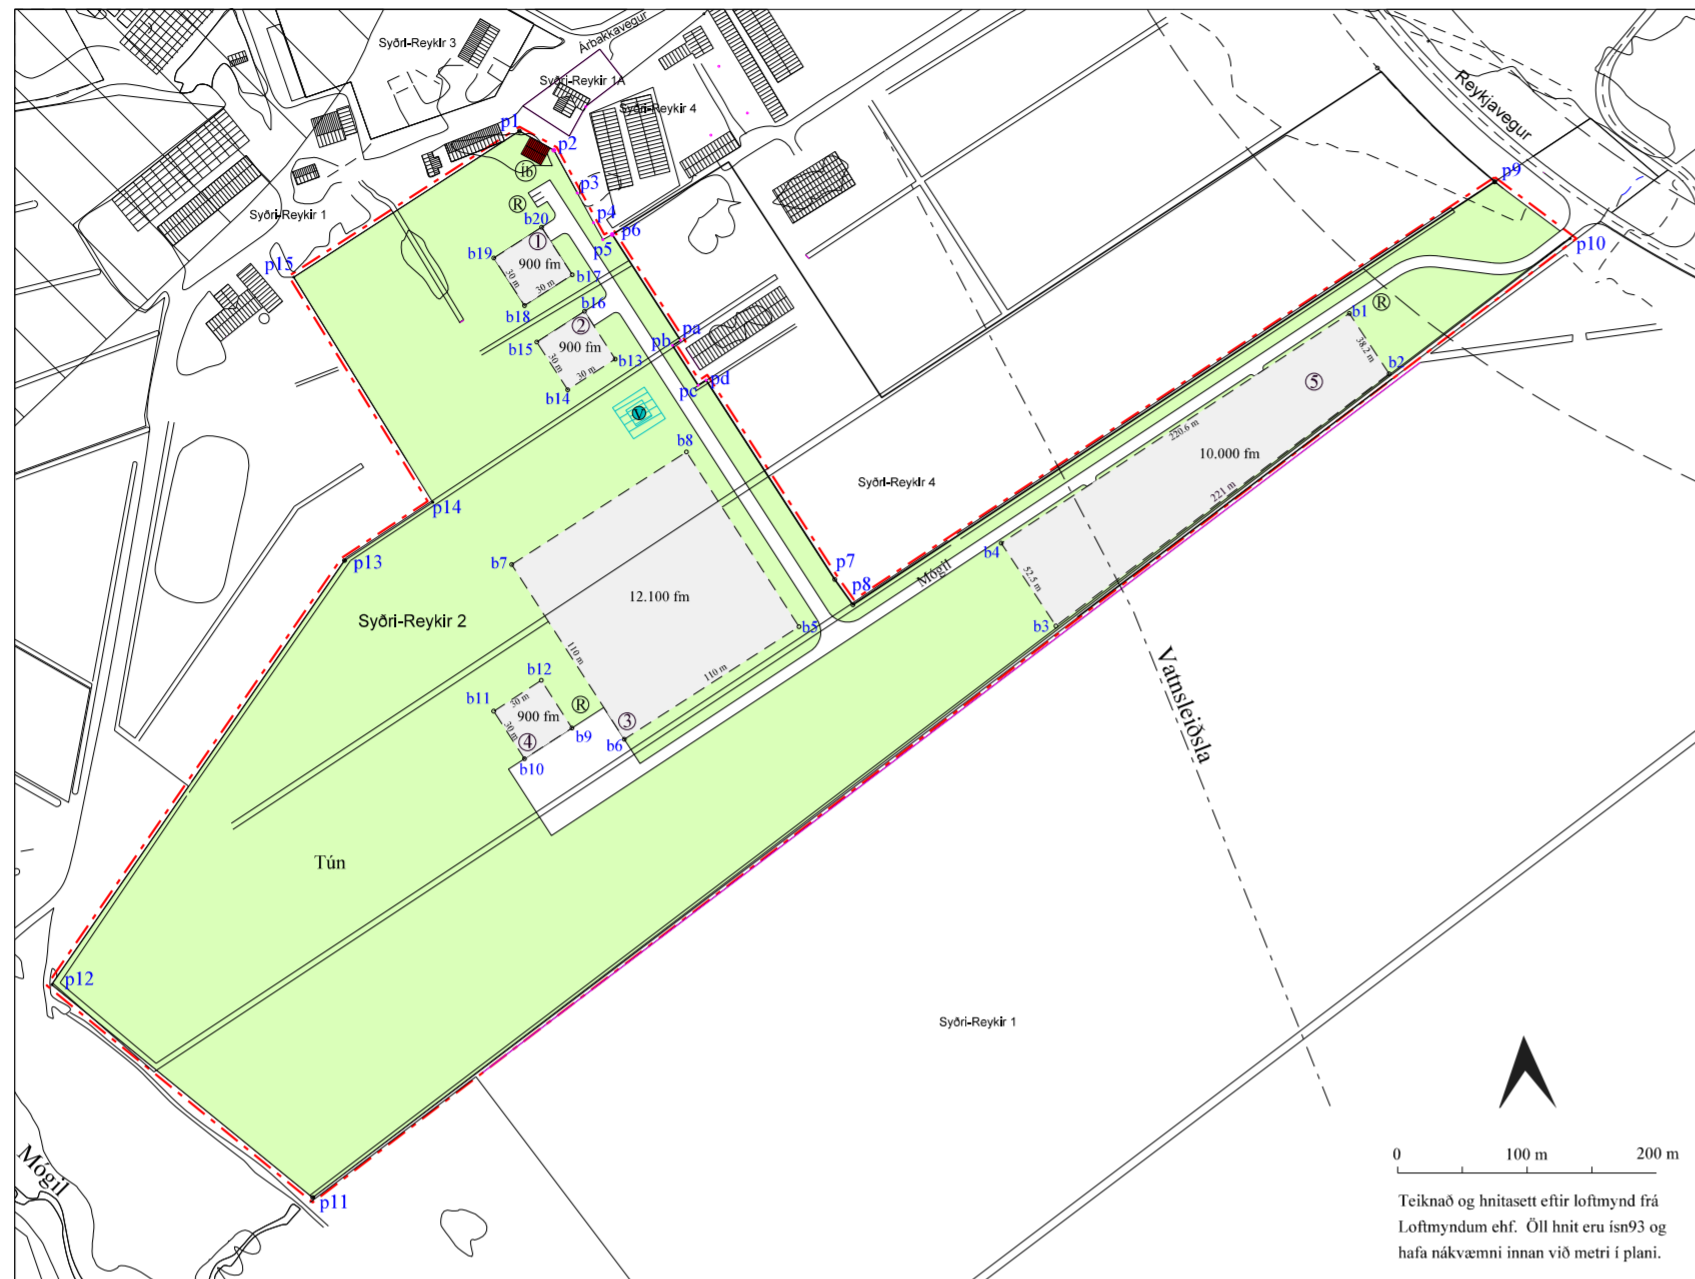 Syðri-Reykir 3
Árbakkavegur
Syðri-Reykir 1A
Syðri-Reykir 4
Reykjavegur
p1
p2
íb
p3
p9
R
p4
Syðri-Reykir 1
b20
p6
p5
p10
1
b19
900 fm
p15
b17
30 m
30 m
b18
b16
R
b1
2
pa
b15
900 fm
pb
b13
38.2 m
30 m
30 m
b2
pd
b14
pc
5
V
220.6 m
b8
10.000 fm
Syðri-Reykir 4
221 m
p14
b4
p13
b7
p7
Mógil
52.5 m
p8
12.100 fm
Syðri-Reykir 2
b5
b3
110 m
110 m
b12
Vatnsleiðsla
b11
30 m
R
900 fm
30 m
3
b9
4
b6
b10
Tún
p12
Syðri-Reykir 1
Mógil
p11
0 100 m 200 m
Teiknað og hnitasett eftir loftmynd frá
Loftmyndum ehf. Öll hnit eru ísn93 og
hafa nákvæmni innan við metri í plani.